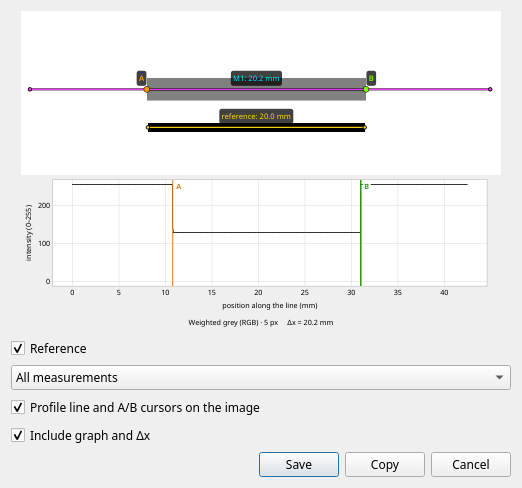 A
M1: 20.2 mm
B
reference: 20.0 mm
A
B
intensity (0-255)
200
100
0
0
5
10
15
20
25
30
35
40
position along the line (mm)
Weighted grey (RGB) · 5 px Δx = 20.2 mm
Reference
All measurements
Profile line and A/B cursors on the image
Include graph and Δx
Save
Copy
Cancel